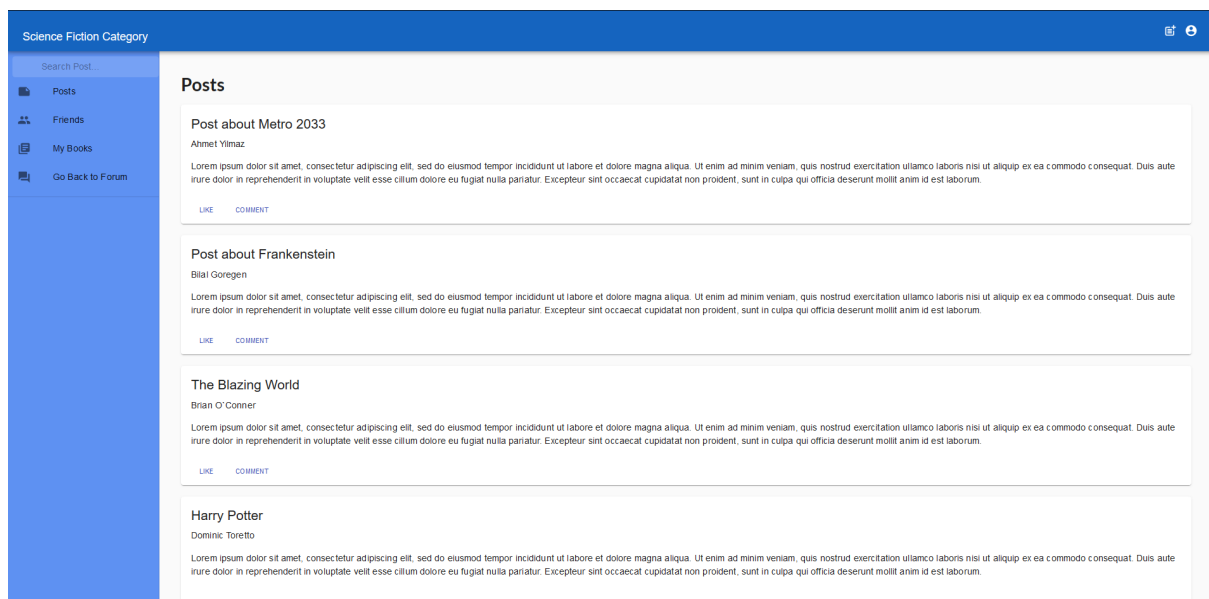 Science Fiction Category
Search Post...
Posts
Friends
My Books
Go Back to Forum
Posts
Post about Metro 2033
Ahmet Yilmaz
Lorem ipsum dolor sit amet, consectetur adipiscing elit, sed do eiusmod tempor incididunt ut labore et dolore magna aliqua. Ut enim ad minim veniam, quis nostrud exercitation ullamco laboris nisi ut aliquip ex ea commodo consequat. Duis aute
irure dolor in reprehenderit in voluptate velit esse cillum dolore eu fugiat nulla pariatur. Excepteur sint occaecat cupidatat non proident, sunt in culpa qui officia deserunt mollit anim id est laborum.
LIKE COMMENT
Post about Frankenstein
Bilal Goregen
Lorem ipsum dolor sit amet, consectetur adipiscing elit, sed do eiusmod tempor incididunt ut labore et dolore magna aliqua. Ut enim ad minim veniam, quis nostrud exercitation ullamco laboris nisi ut aliquip ex ea commodo consequat. Duis aute
irure dolor in reprehenderit in voluptate velit esse cillum dolore eu fugiat nulla pariatur. Excepteur sint occaecat cupidatat non proident, sunt in culpa qui officia deserunt mollit anim id est laborum.
LIKE COMMENT
The Blazing World
Brian O`Conner
Lorem ipsum dolor sit amet, consectetur adipiscing elit, sed do eiusmod tempor incididunt ut labore et dolore magna aliqua. Ut enim ad minim veniam, quis nostrud exercitation ullamco laboris nisi ut aliquip ex ea commodo consequat. Duis aute
irure dolor in reprehenderit in voluptate velit esse cillum dolore eu fugiat nulla pariatur. Excepteur sint occaecat cupidatat non proident, sunt in culpa qui officia deserunt mollit anim id est laborum.
LIKE COMMENT
Harry Potter
Dominic Toretto
Lorem ipsum dolor sit amet, consectetur adipiscing elit, sed do eiusmod tempor incididunt ut labore et dolore magna aliqua. Ut enim ad minim veniam, quis nostrud exercitation ullamco laboris nisi ut aliquip ex ea commodo consequat. Duis aute
irure dolor in reprehenderit in voluptate velit esse cillum dolore eu fugiat nulla pariatur. Excepteur sint occaecat cupidatat non proident, sunt in culpa qui officia deserunt mollit anim id est laborum.